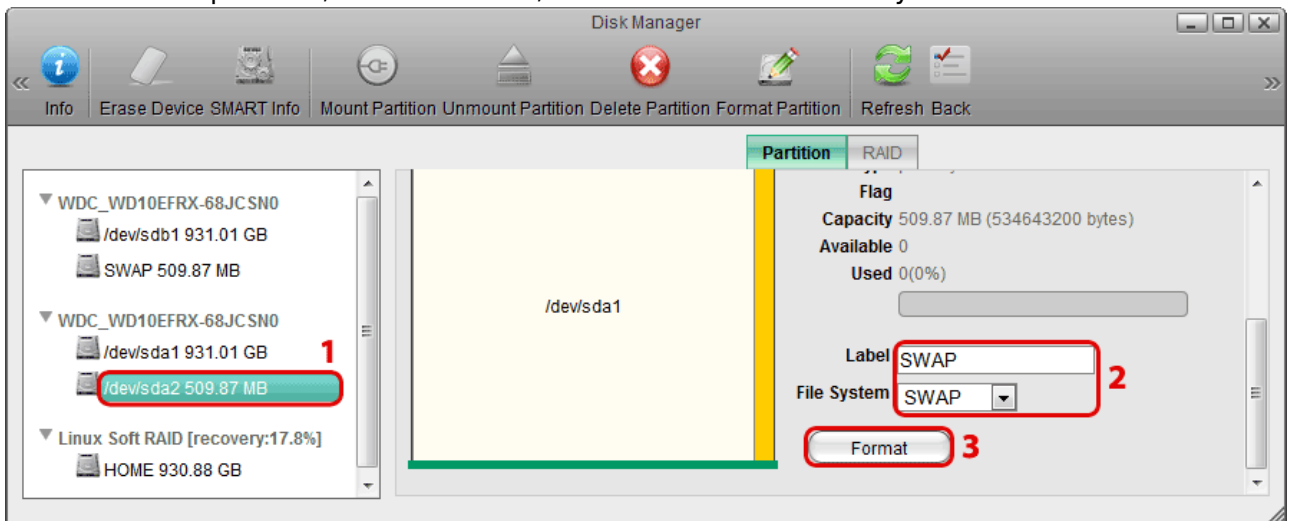 Disk Manager
« Info Erase Device SMART Info Mount Partition Unmount Partition Delete Partition Format Partition Refresh Back »
Partition RAID
WDC_WD10EFRX-68JCSN0
/dev/sdb1 931.01 GB
SWAP 509.87 MB
WDC_WD10EFRX-68JCSN0
/dev/sda1 931.01 GB
1
/dev/sda2 509.87 MB
Linux Soft RAID [recovery:17.8%]
HOME 930.88 GB
/dev/sda1
Flag
Capacity 509.87 MB (534643200 bytes)
Available 0
Used 0(0%)
Label SWAP
File System SWAP
2
Format 3